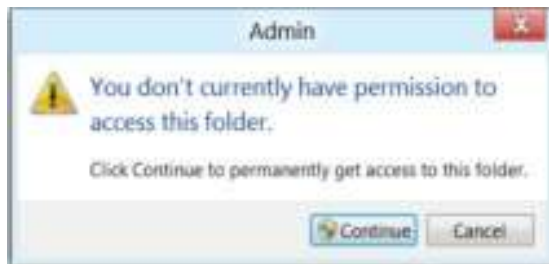 Admin
You don't currently have permission to
access this folder.
Click Continue to permanently get access to this folder.
Continue
Cancel